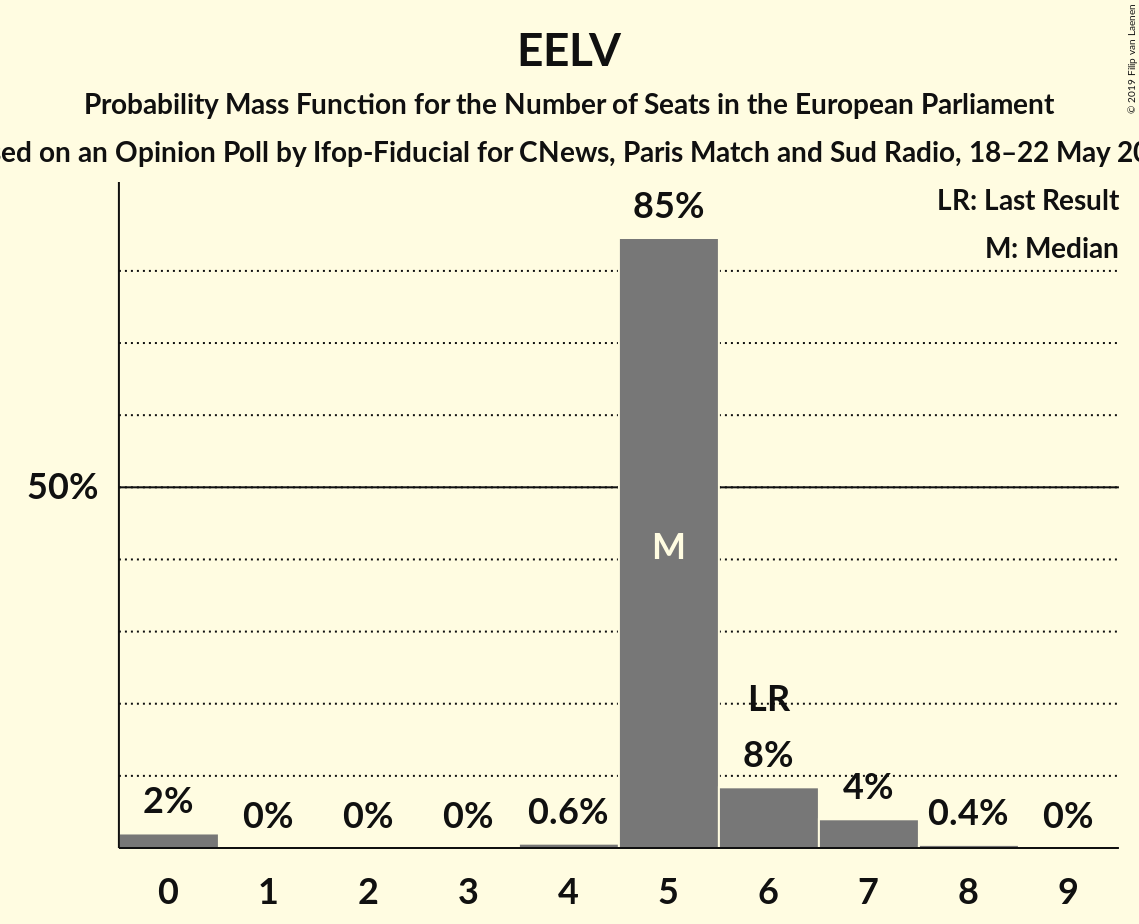 EELV
Probability Mass Function for the Number of Seats in the European Parliament
on an Opinion Poll by Ifop-Fiducial for CNews, Paris Match and Sud Radio, 18–22 May
© 2019 Filip van Laenen
LR: Last Result
M: Median
85%
50%
M
LR
8%
4%
2%
0%
0%
0%
0.6%
0.4%
0%
0 1 2 3 4 5 6 7 8 9